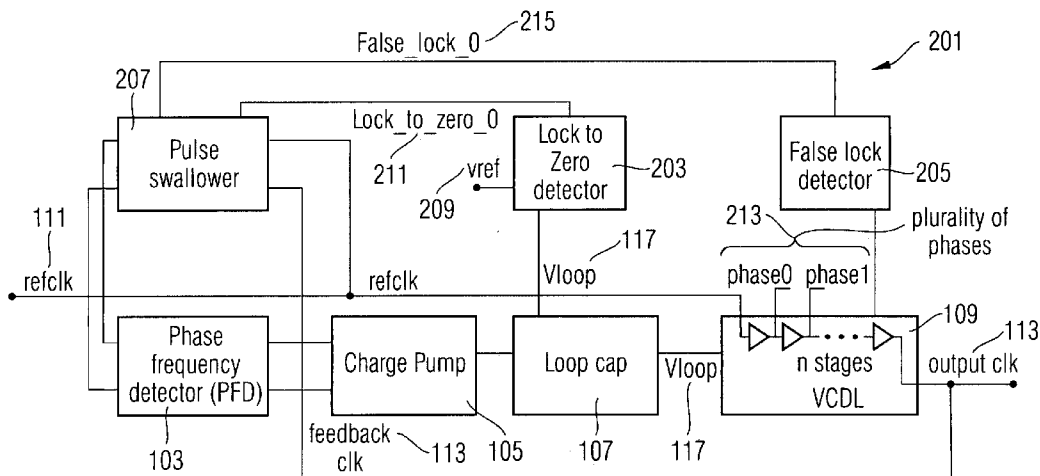 False_lock_0
215
201
207
Pulse
swallower
Lock_to_zero_0
211
vref
209
Lock to
Zero
detector
203
False lock
detector
205
213
plurality of
phases
111
refclk
refclk
117
Vloop
phase0
phase1
Phase
frequency
detector (PFD)
103
Charge Pump
105
Loop cap
107
Vloop
117
n stages
VCDL
109
113
output clk
feedback
clk
113